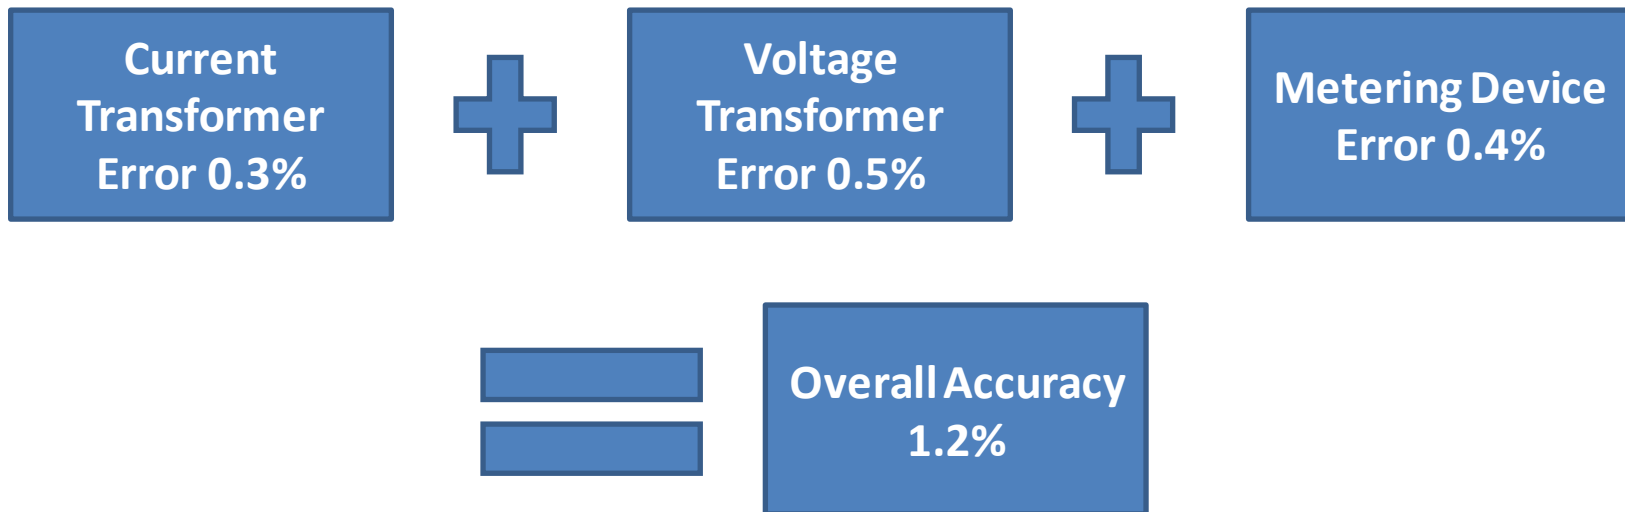 Current
Transformer
Error 0.3%
Voltage
Transformer
Error 0.5%
Metering Device
Error 0.4%
Overall Accuracy
1.2%